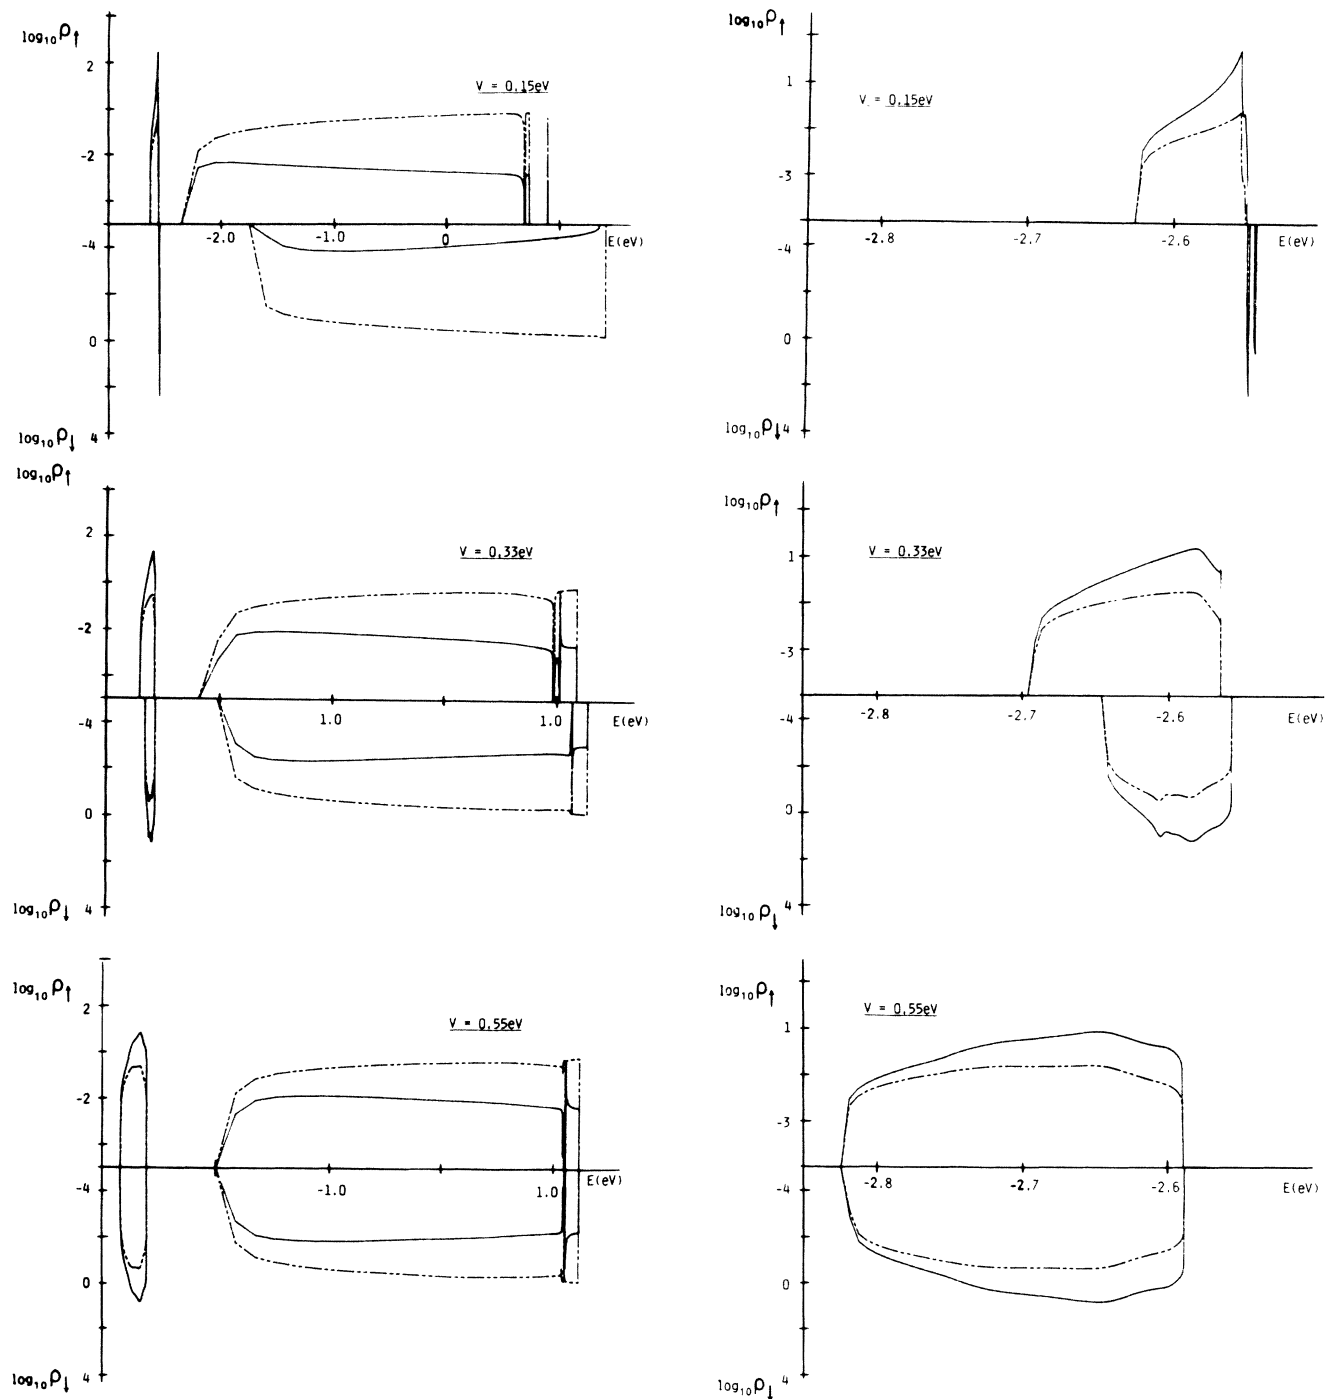 log₁₀ρ↑
2
V = 0.15eV
-2
-2.0
-1.0
0
E(eV)
-4
0
log₁₀ρ↓ 4
log₁₀ρ↑
1
V = 0.15eV
-3
-2.8
-2.7
-2.6
E(eV)
-4
0
log₁₀ρ↓4
log₁₀ρ↑
2
V = 0.33eV
-2
1.0
1.0
E(eV)
-4
0
log₁₀ρ↓ 4
log₁₀ρ↑
1
V = 0.33eV
-3
-2.8
-2.7
-2.6
E(eV)
-4
0
log₁₀ρ↓ 4
log₁₀ρ↑
2
V = 0.55eV
-2
-1.0
1.0
E(eV)
-4
0
log₁₀ρ↓ 4
log₁₀ρ↑
1
V = 0.55eV
-3
-2.8
-2.7
-2.6
E(eV)
-4
0
4
log₁₀ρ↓